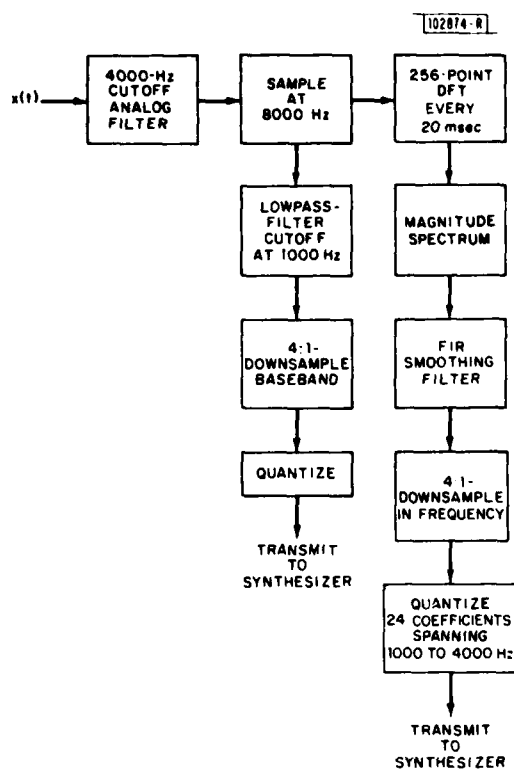 102874-R
x(t)
4000-Hz
CUTOFF
ANALOG
FILTER
SAMPLE
AT
8000 Hz
256-POINT
DFT
EVERY
20 msec
LOWPASS-
FILTER
CUTOFF
AT 1000 Hz
4:1-
DOWNSAMPLE
BASEBAND
QUANTIZE
TRANSMIT
TO
SYNTHESIZER
MAGNITUDE
SPECTRUM
FIR
SMOOTHING
FILTER
4:1-
DOWNSAMPLE
IN FREQUENCY
QUANTIZE
24 COEFFICIENTS
SPANNING
1000 TO 4000 Hz
TRANSMIT
TO
SYNTHESIZER